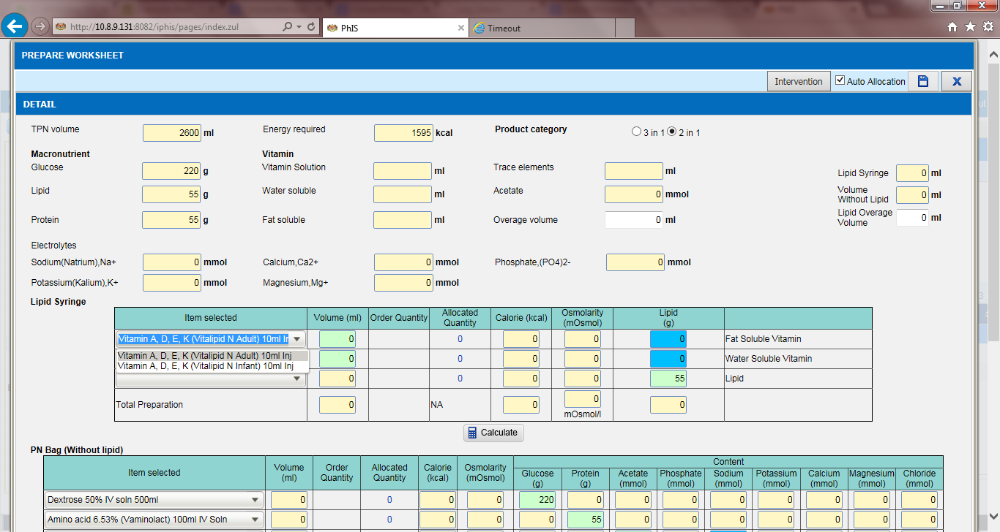 http://10.8.9.131:8082/iphis/pages/index.zul
PhIS
Timeout
PREPARE WORKSHEET
Intervention
Auto Allocation
X
DETAIL
TPN volume 2600 ml Energy required 1595 kcal Product category 3 in 1 2 in 1
Macronutrient Vitamin
Glucose 220 g Vitamin Solution ml Trace elements ml Lipid Syringe 0 ml
Lipid 55 g Water soluble ml Acetate 0 mmol Volume Without Lipid 0 ml
Protein 55 g Fat soluble ml Overage volume 0 ml Lipid Overage Volume 0 ml
Electrolytes
Sodium(Natrium),Na+ 0 mmol Calcium,Ca2+ 0 mmol Phosphate,(PO4)2- 0 mmol
Potassium(Kalium),K+ 0 mmol Magnesium,Mg+ 0 mmol
Lipid Syringe
Item selected Volume (ml) Order Quantity Allocated Quantity Calorie (kcal) Osmolarity (mOsmol) Lipid (g)
Vitamin A, D, E, K (Vitalipid N Adult) 10ml In 0 0 0 0 0 Fat Soluble Vitamin
Vitamin A, D, E, K (Vitalipid N Adult) 10ml Inj
Vitamin A, D, E, K (Vitalipid N Infant) 10ml Inj
0 0 0 0 0 Water Soluble Vitamin
0 0 0 0 55 Lipid
Total Preparation 0 NA 0 0 mOsmol/l 0
Calculate
PN Bag (Without lipid)
Item selected Volume (ml) Order Quantity Allocated Quantity Calorie (kcal) Osmolarity (mOsmol) Content
Glucose (g) Protein (g) Acetate (mmol) Phosphate (mmol) Sodium (mmol) Potassium (mmol) Calcium (mmol) Magnesium (mmol) Chloride (mmol)
Dextrose 50% IV soln 500ml 0 0 0 0 220 0 0 0 0 0 0 0 0
Amino acid 6.53% (Vaminolact) 100ml IV Soln 0 0 0 0 0 55 0 0 0 0 0 0 0